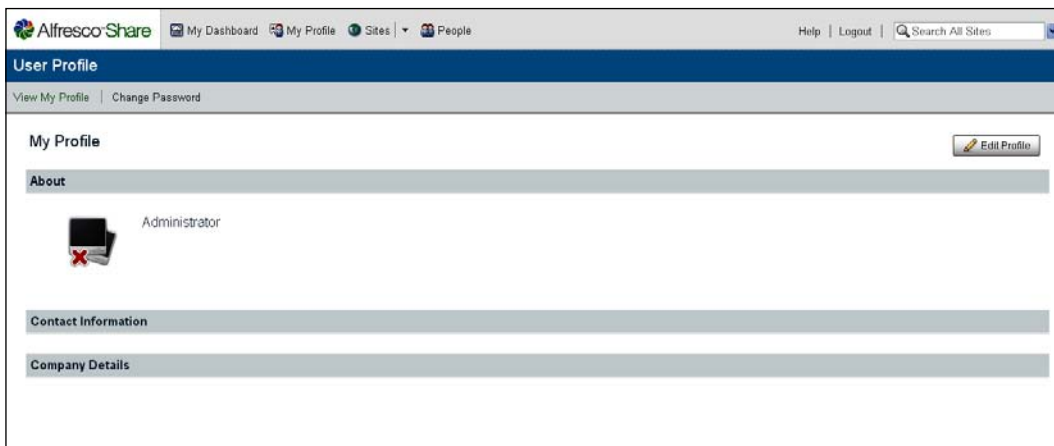 Alfresco Share My Dashboard My Profile Sites | People Help | Logout | Search All Sites
User Profile
View My Profile | Change Password
My Profile Edit Profile
About
Administrator
Contact Information
Company Details